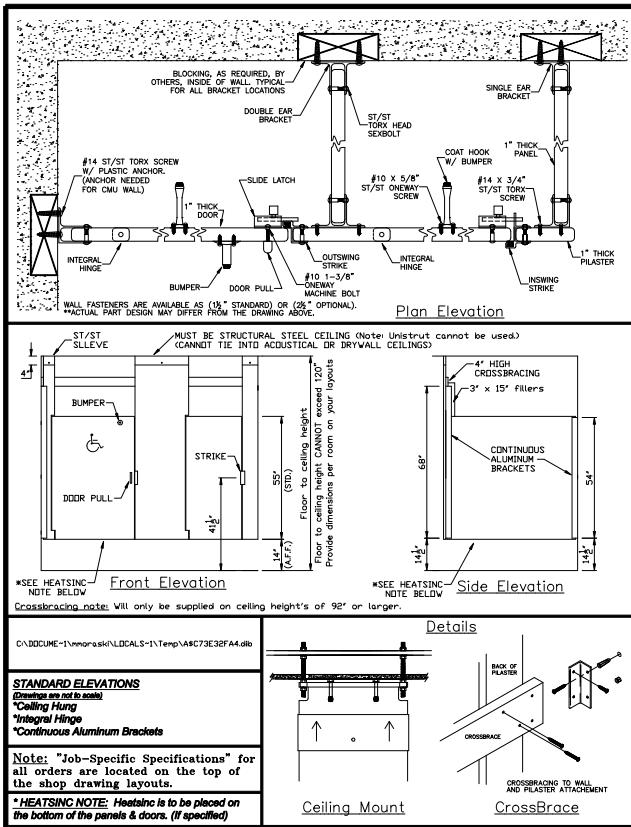 BLOCKING, AS REQUIRED, BY
OTHERS, INSIDE OF WALL. TYPICAL
FOR ALL BRACKET LOCATIONS
DOUBLE EAR
BRACKET
ST/ST
TORX HEAD
SEXBOLT
SINGLE EAR
BRACKET
#14 ST/ST TORX SCREW
W/ PLASTIC ANCHOR.
(ANCHOR NEEDED
FOR CMU WALL)
1" THICK
DOOR
SLIDE LATCH
#10 X 5/8"
ST/ST ONEWAY
SCREW
COAT HOOK
W/ BUMPER
#14 X 3/4"
ST/ST TORX
SCREW
1" THICK
PANEL
INTEGRAL
HINGE
BUMPER
DOOR PULL
#10 1-3/8"
ONEWAY
MACHINE BOLT
OUTSWING
STRIKE
INTEGRAL
HINGE
INSWING
STRIKE
1" THICK
PILASTER
WALL FASTENERS ARE AVAILABLE AS (1½" STANDARD) OR (2½" OPTIONAL).
**ACTUAL PART DESIGN MAY DIFFER FROM THE DRAWING ABOVE.
Plan Elevation
ST/ST
SLLEVE
MUST BE STRUCTURAL STEEL CEILING (Note: Unistrut cannot be used.)
(CANNOT TIE INTO ACOUSTICAL OR DRYWALL CEILINGS)
4"
BUMPER
DOOR PULL
STRIKE
41½"
55"
(STD.)
14"
(A.F.F.)
Floor to ceiling height
Floor to ceiling height CANNOT exceed 120"
Provide dimensions per room on your layouts
*SEE HEATSINC
NOTE BELOW
Front Elevation
4" HIGH
CROSSBRACING
3" x 15" fillers
CONTINUOUS
ALUMINUM
BRACKETS
68"
14½"
54"
14½"
*SEE HEATSINC
NOTE BELOW
Side Elevation
Crossbracing note: Will only be supplied on ceiling height's of 92" or larger.
C:\DOCUME~1\mmoraski\LOCALS~1\Temp\A$C73E32FA4.dib
STANDARD ELEVATIONS
(Drawings are not to scale)
*Ceiling Hung
*Integral Hinge
*Continuous Aluminum Brackets
Note: "Job-Specific Specifications" for
all orders are located on the top of
the shop drawing layouts.
* HEATSINC NOTE: Heatsinc is to be placed on
the bottom of the panels & doors. (If specified)
Details
Ceiling Mount
BACK OF
PILASTER
CROSSBRACE
CROSSBRACING TO WALL
AND PILASTER ATTACHEMENT
CrossBrace